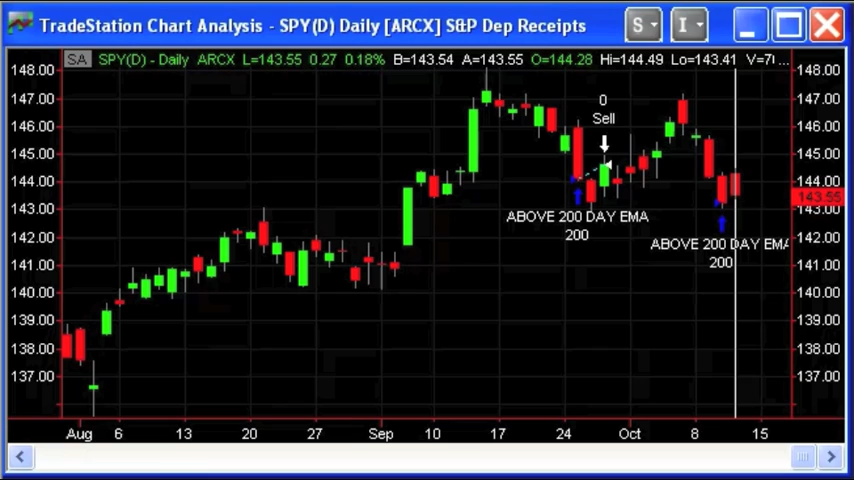 TradeStation Chart Analysis - SPY(D) Daily [ARCX] S&P Dep Receipts
S
I
SA
SPY(D) - Daily ARCX L=143.55 0.27 0.18% B=143.54 A=143.55 O=144.28 Hi=144.49 Lo=143.41
148.00 148.00
147.00 147.00
0
Sell
146.00 146.00
145.00 145.00
144.00 144.00
143.55
143.00 143.00
ABOVE 200 DAY EMA
200
142.00 142.00
ABOVE 200 DAY EMA
200
141.00 141.00
140.00 140.00
139.00 139.00
138.00 138.00
137.00 137.00
Aug 6 13 20 27 Sep 10 17 24 Oct 8 15